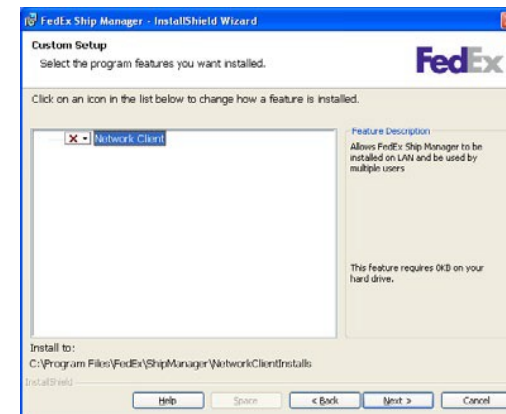 FedEx Ship Manager - InstallShield Wizard
Custom Setup
Select the program features you want installed.
FedEx
Click on an icon in the list below to change how a feature is installed.
Network Client
Feature Description
Allows FedEx Ship Manager to be
installed on LAN and be used by
multiple users
This feature requires 0KB on your
hard drive.
Install to:
C:\Program Files\FedEx\ShipManager\NetworkClientInstalls
InstallShield
Help
Space
< Back
Next >
Cancel